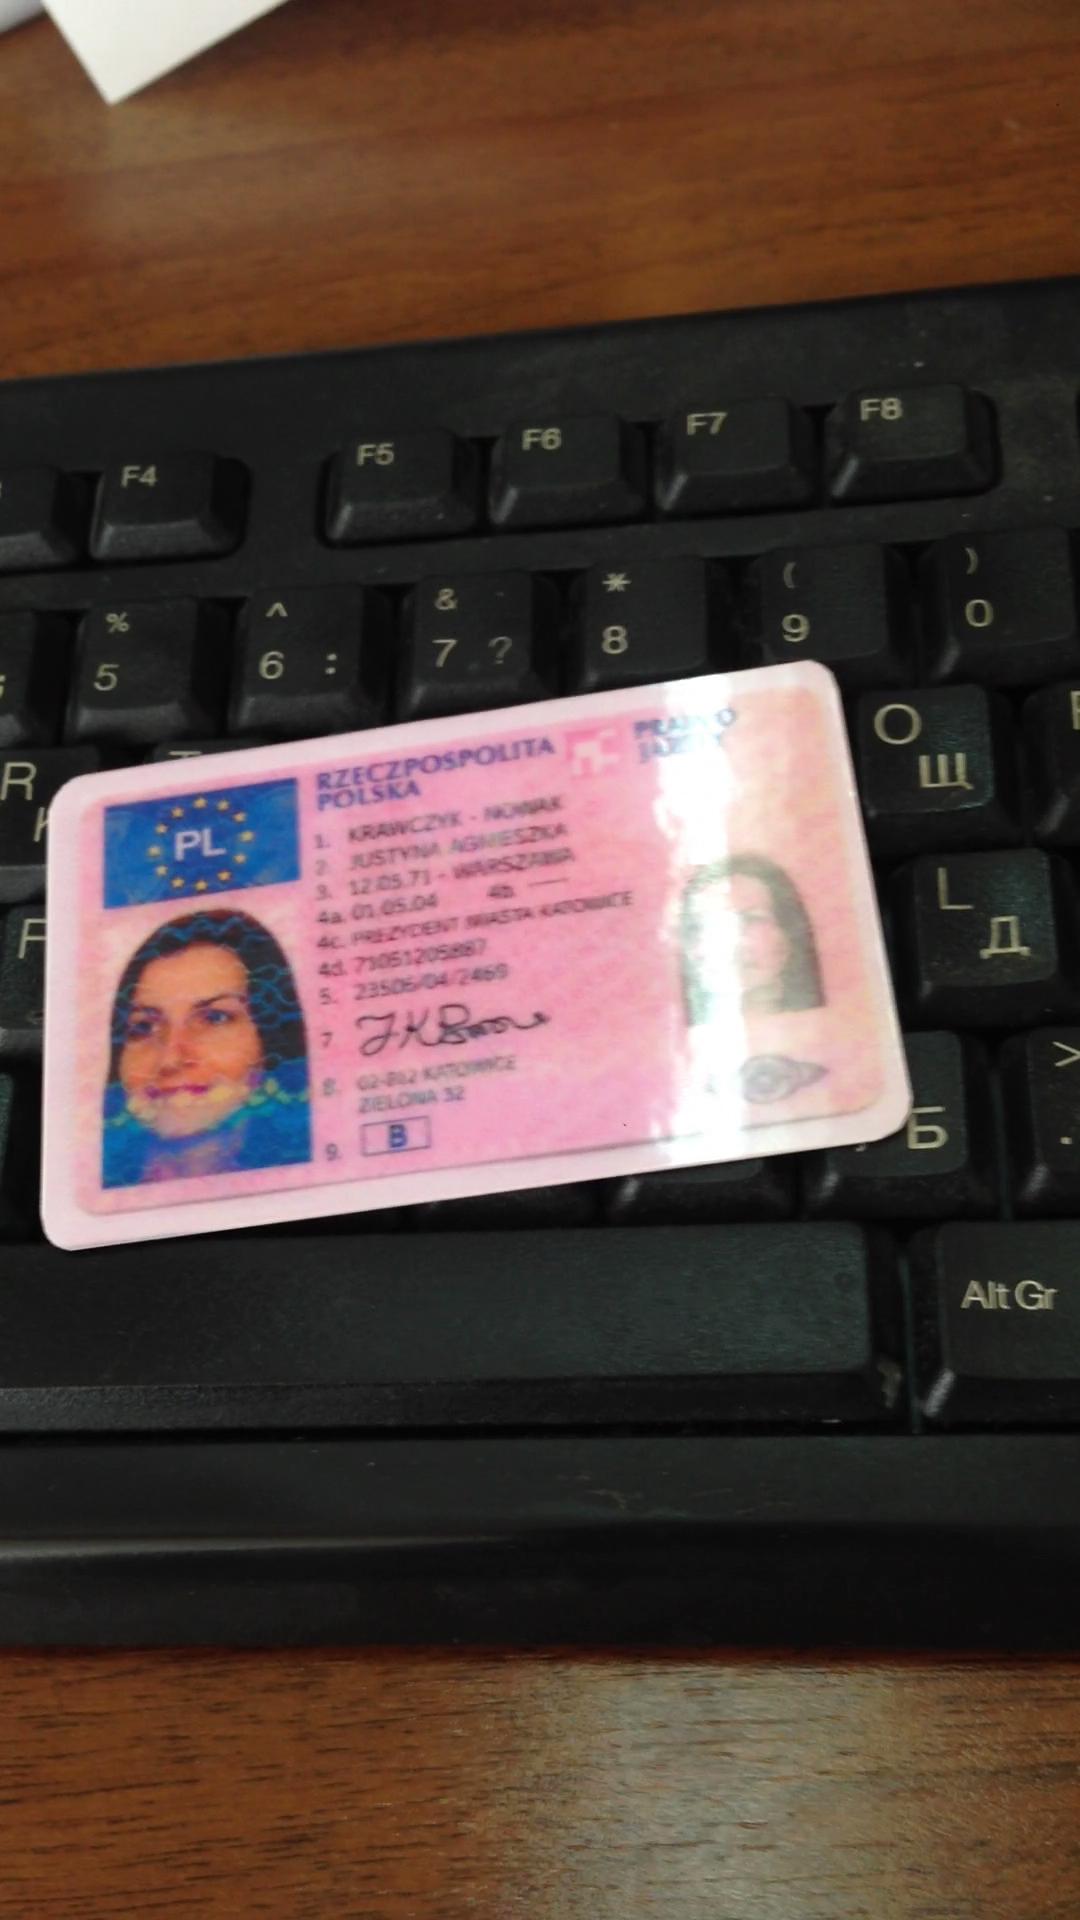 F4 F5 F6 F7 F8
% ^ & * ( )
5 6 : 7 ? 8 9 0
R O Щ
PL
RZECZPOSPOLITA
POLSKA
PRAWO
JAZDY
1. KRAWCZYK - NOWAK
2. JUSTYNA AGNIESZKA
3. 12.05.71 - WARSZAWA
4a. 01.05.04 4b. —
4c. PREZYDENT MIASTA KATOWICE
4d. 71051205887
5. 23506/04/2469
7
8. 02-802 KATOWICE
ZIELONA 32
9. B
F L Д
> Б
Alt Gr